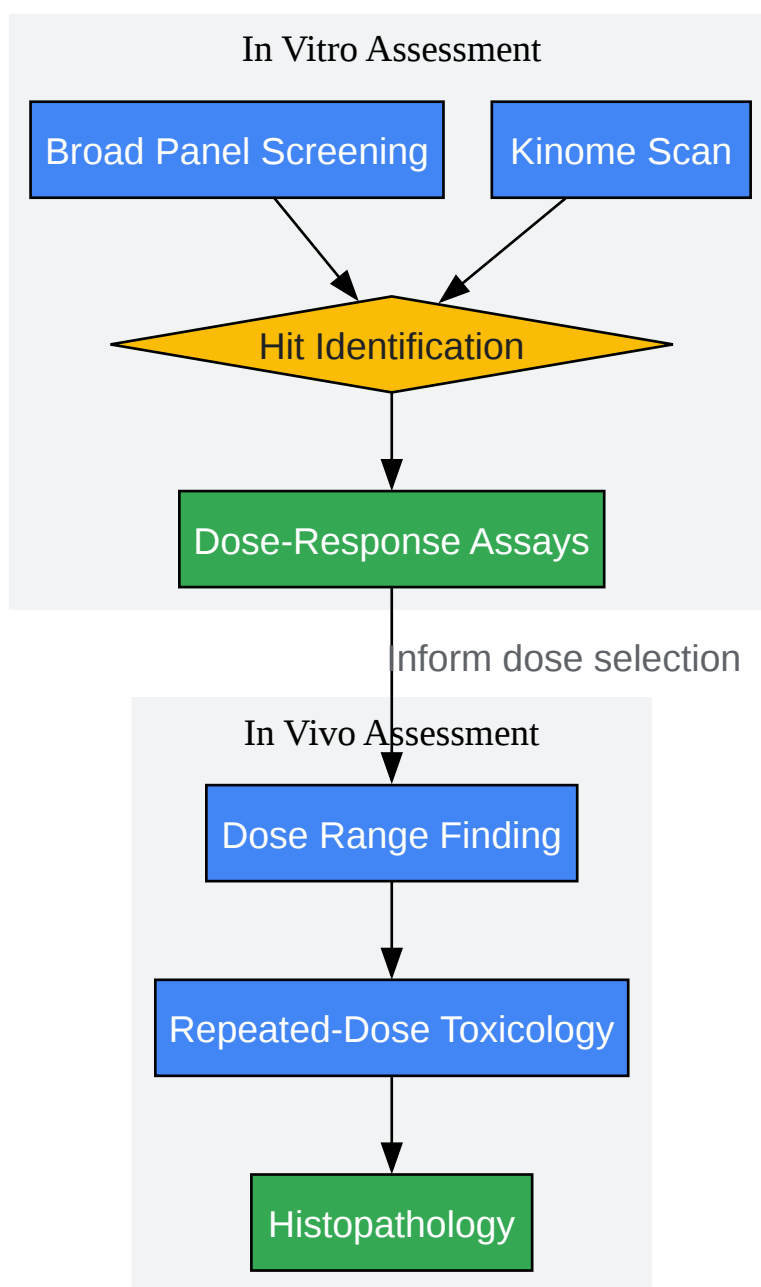 In Vitro Assessment
Broad Panel Screening
Kinome Scan
Hit Identification
Dose-Response Assays
Inform dose selection
In Vivo Assessment
Dose Range Finding
Repeated-Dose Toxicology
Histopathology